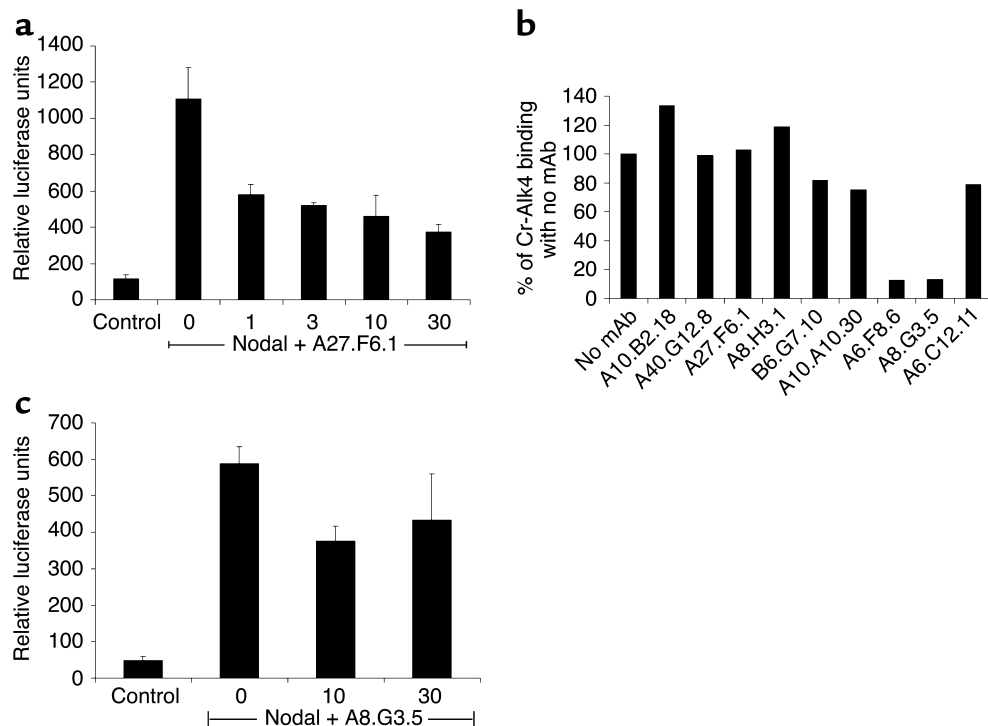 a
1400
1200
1000
800
600
400
200
0
Relative luciferase units
Control 0 1 3 10 30
Nodal + A27.F6.1
b
140
120
100
80
60
40
20
0
% of Cr-Alk4 binding
with no mAb
No mAb
A10.B2.18
A40.G12.8
A27.F6.1
A8.H3.1
B6.G7.10
A10.A10.30
A6.F8.6
A8.G3.5
A6.C12.11
c
700
600
500
400
300
200
100
0
Relative luciferase units
Control 0 10 30
Nodal + A8.G3.5